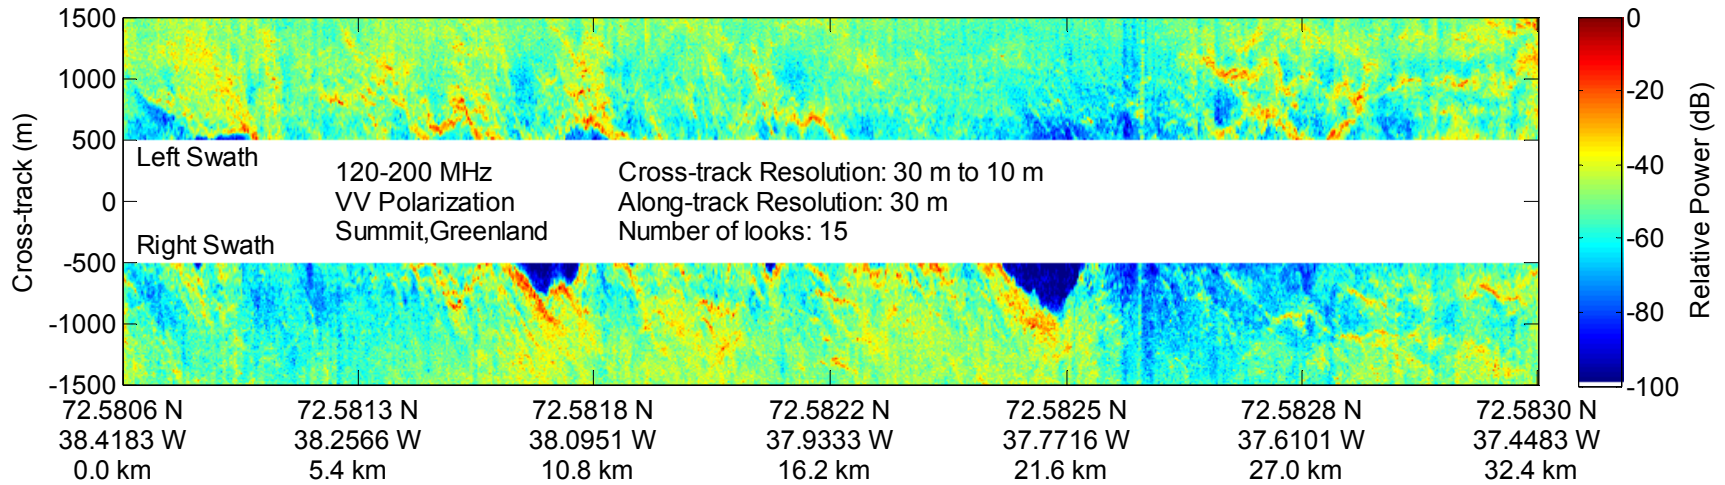 1500
1000
500
0
-500
-1000
-1500
Cross-track (m)
Left Swath
120-200 MHz
VV Polarization
Summit,Greenland
Cross-track Resolution: 30 m to 10 m
Along-track Resolution: 30 m
Number of looks: 15
Right Swath
72.5806 N
38.4183 W
0.0 km
72.5813 N
38.2566 W
5.4 km
72.5818 N
38.0951 W
10.8 km
72.5822 N
37.9333 W
16.2 km
72.5825 N
37.7716 W
21.6 km
72.5828 N
37.6101 W
27.0 km
72.5830 N
37.4483 W
32.4 km
0
-20
-40
-60
-80
-100
Relative Power (dB)